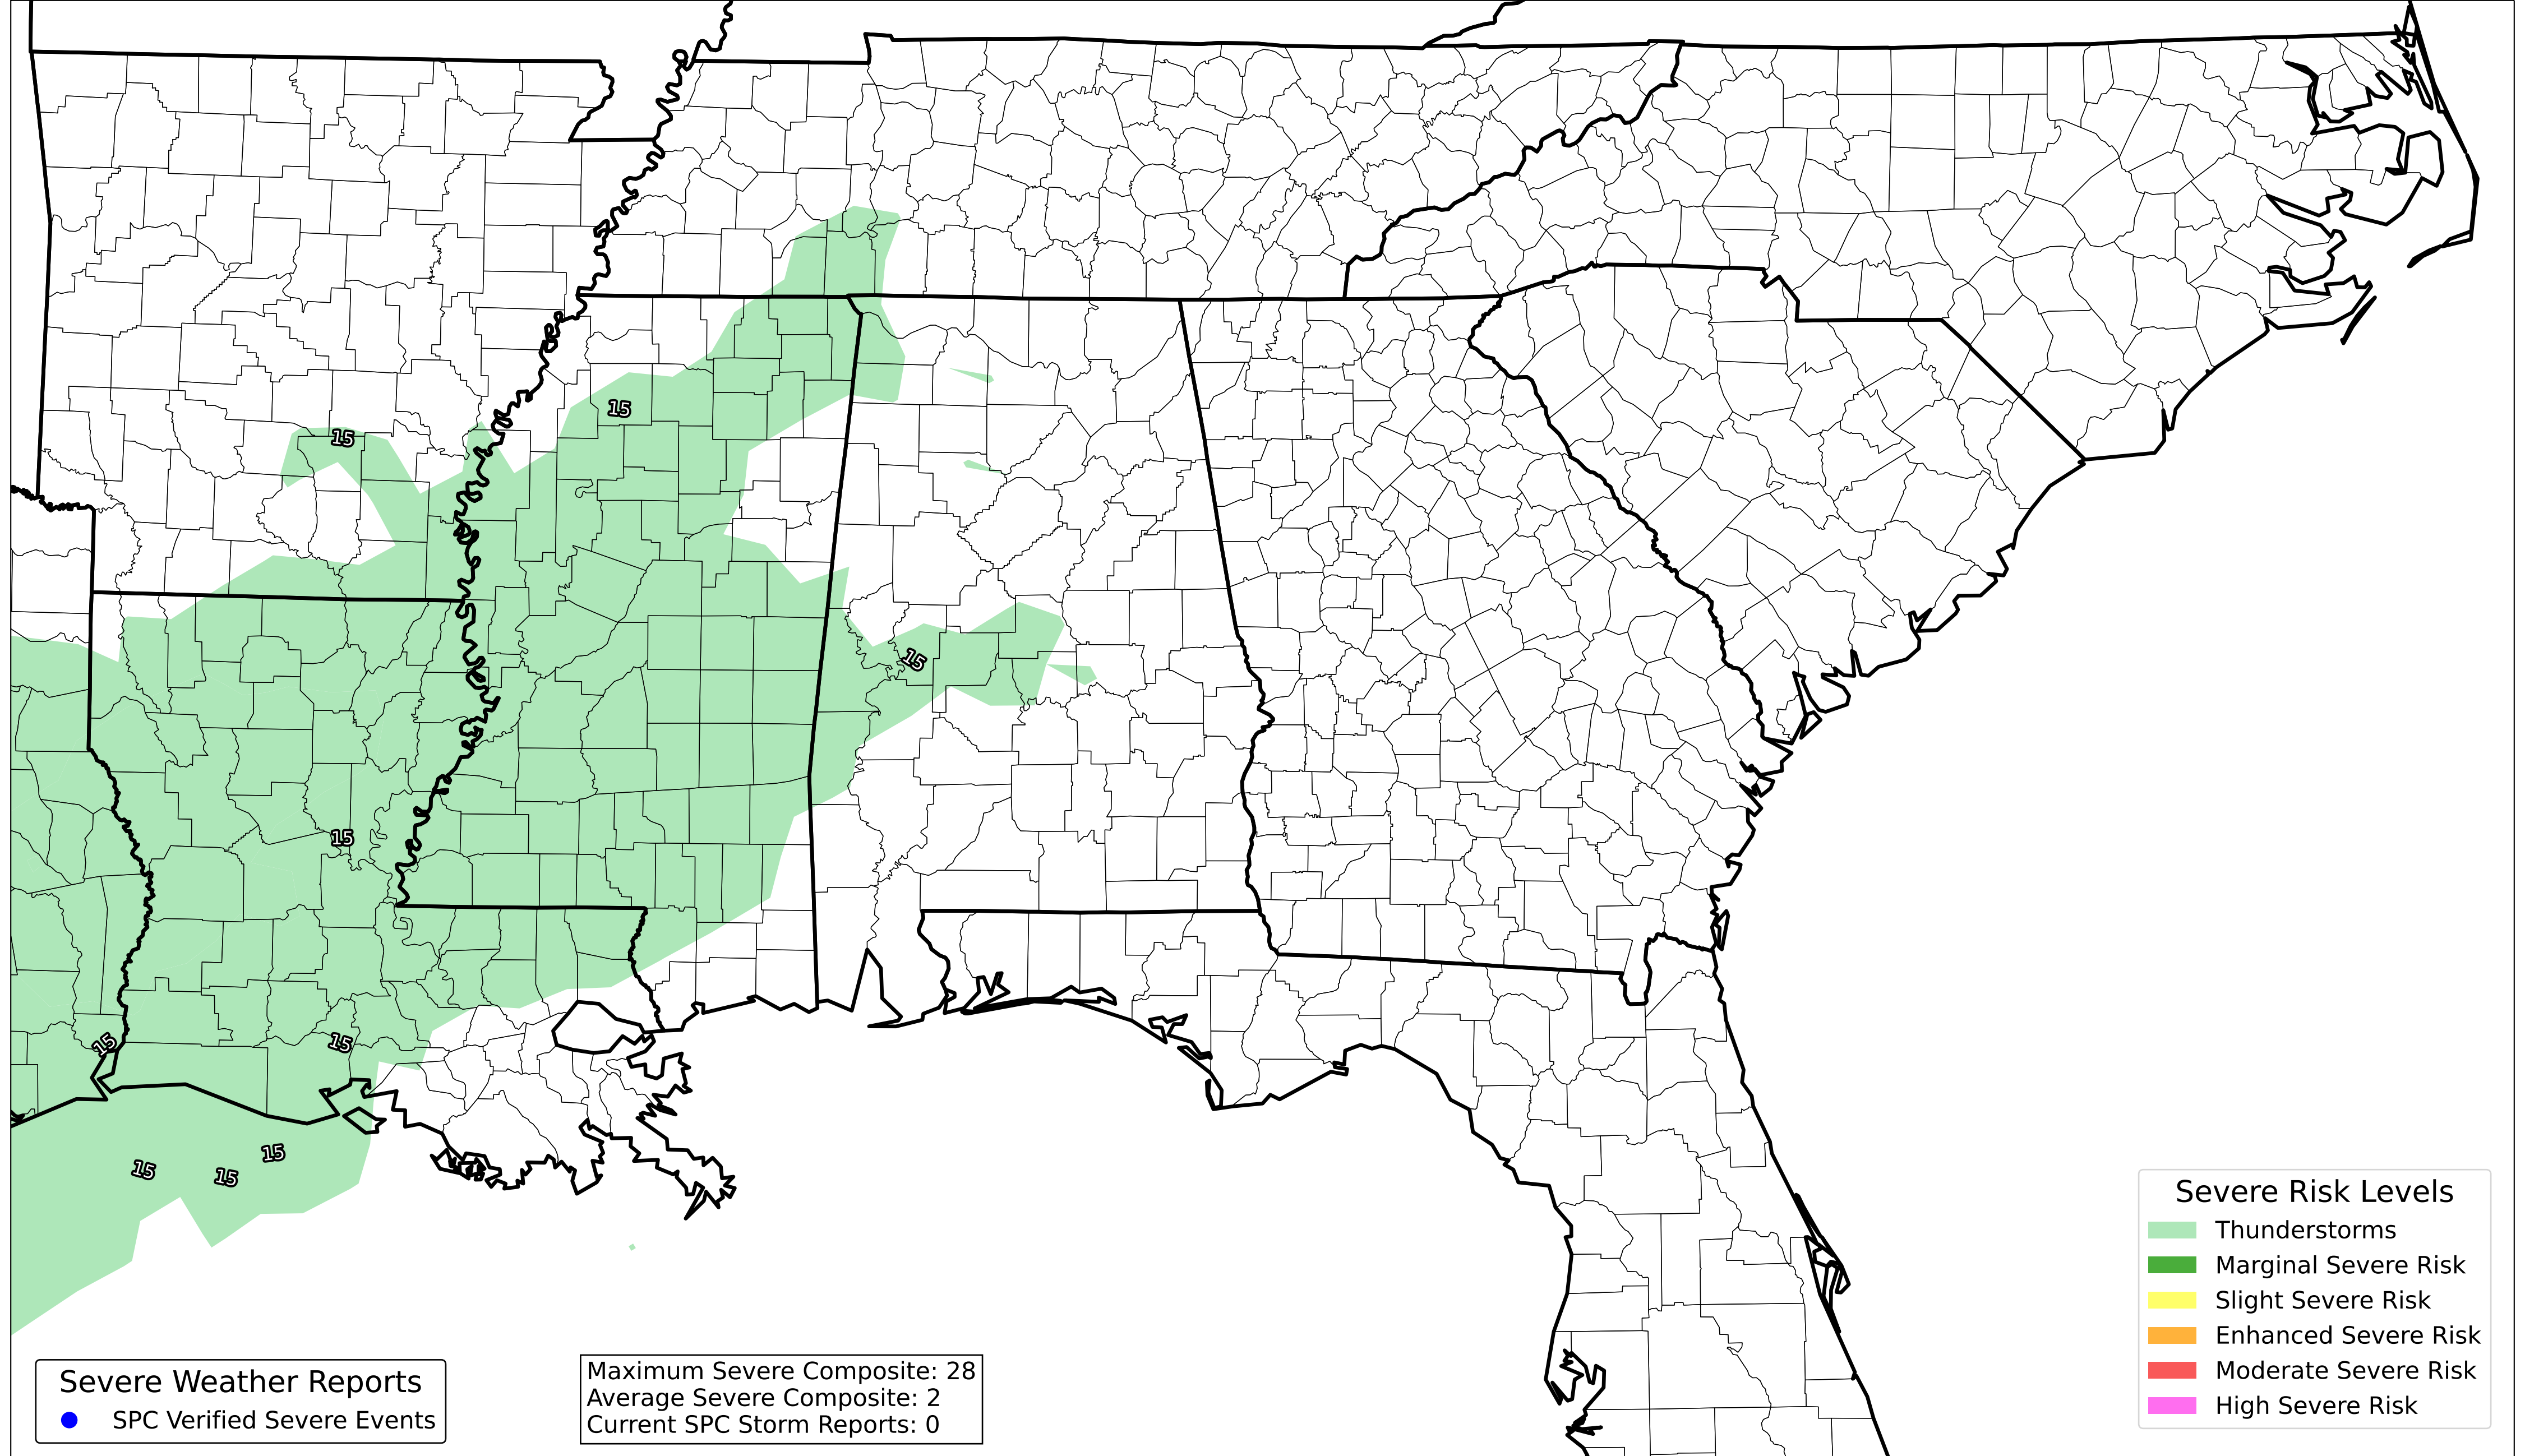 15
15
15
15
15
15
15
15
15
Severe Risk Levels
Thunderstorms
Marginal Severe Risk
Slight Severe Risk
Enhanced Severe Risk
Moderate Severe Risk
High Severe Risk
Severe Weather Reports
SPC Verified Severe Events
Maximum Severe Composite: 28
Average Severe Composite: 2
Current SPC Storm Reports: 0